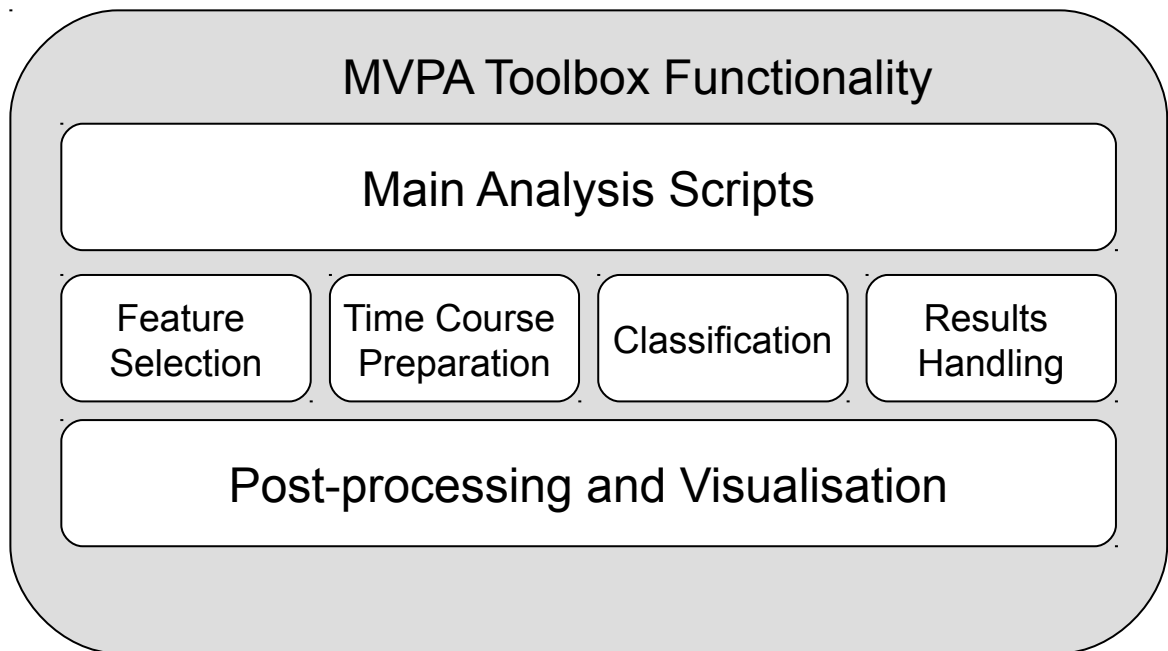 MVPA Toolbox Functionality
Main Analysis Scripts
Feature
Selection
Time Course
Preparation
Classification
Results
Handling
Post-processing and Visualisation